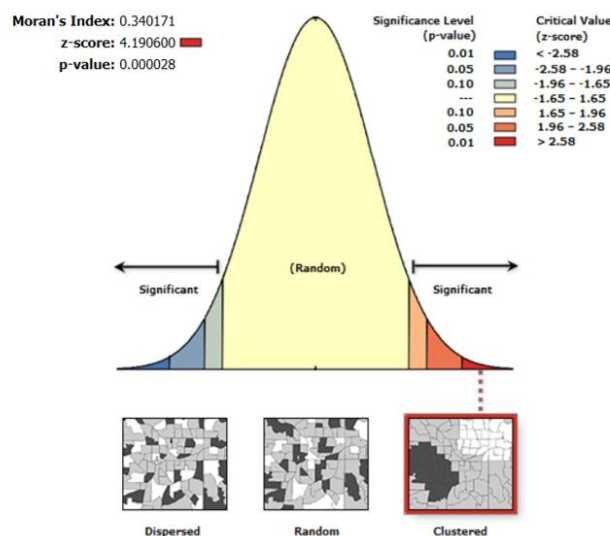 Moran's Index: 0.340171
z-score: 4.190600
p-value: 0.000028
Significance Level
(p-value)
Critical Value
(z-score)
0.01 < -2.58
0.05 -2.58 – -1.96
0.10 -1.96 – -1.65
--- -1.65 – 1.65
0.10 1.65 – 1.96
0.05 1.96 – 2.58
0.01 > 2.58
(Random)
Significant
Significant
Dispersed
Random
Clustered